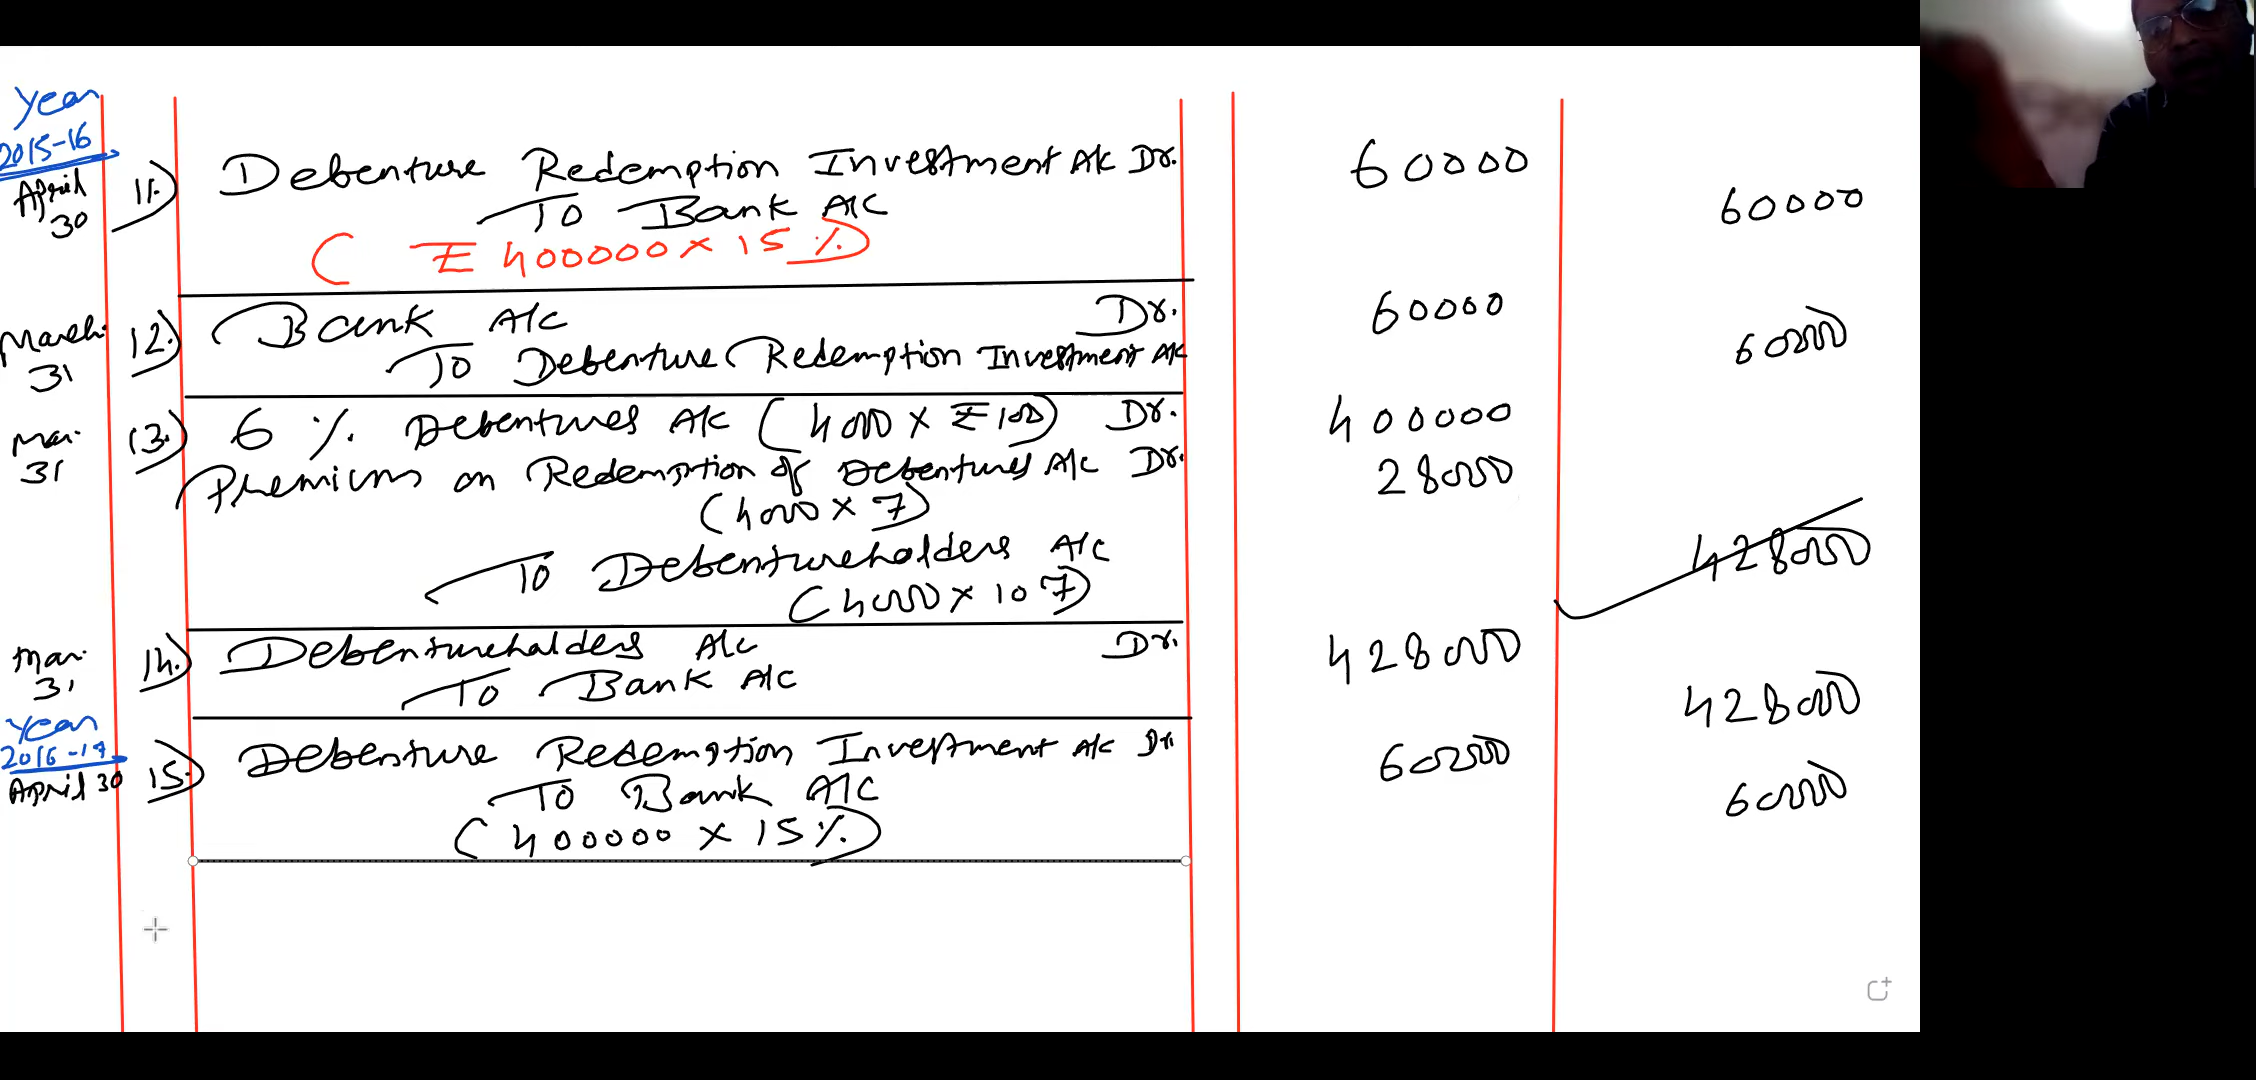 Year
2015-16
April
30
11.) Debenture Redemption Investment A/c Dr. 60000
To Bank A/C 60000
( ₹ 400000 × 15 %)
March
31
12.) Bank A/c Dr. 60000
To Debenture Redemption Investment A/c 60000
Mar.
31
13.) 6 %. Debentures A/c (4000 × ₹ 100) Dr. 400000
Premium on Redemption of Debentures A/c Dr. 28000
(4000 × 7)
To Debentureholders A/c 428000
(4000 × 107)
Mar.
31
14.) Debentureholders A/c Dr. 428000
To Bank A/c 428000
Year
2016-17
April 30
15.) Debenture Redemption Investment A/c Dr. 60000
To Bank A/C 60000
(400000 × 15 %)